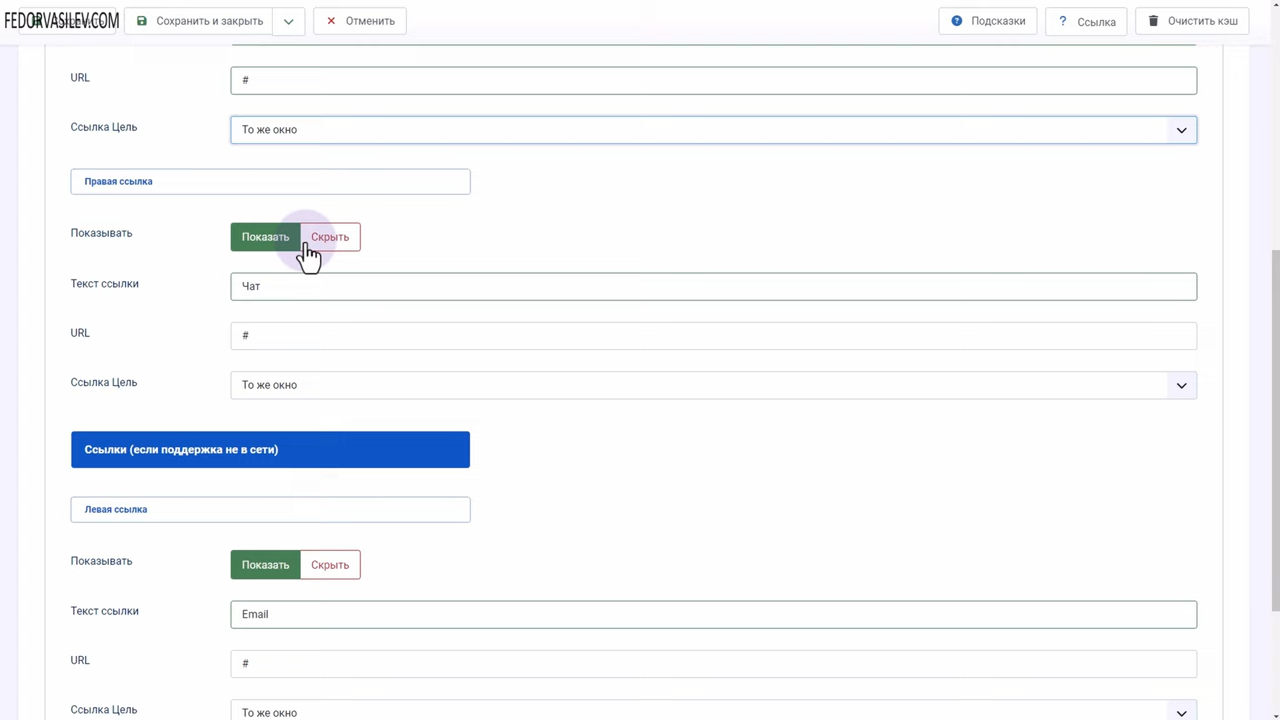 FEDORVASILEV.COM
Сохранить и закрыть
Отменить
Подсказки
? Ссылка
Очистить кэш
URL
#
Ссылка Цель
То же окно
Правая ссылка
Показывать
Показать
Скрыть
Текст ссылки
Чат
URL
#
Ссылка Цель
То же окно
Ссылки (если поддержка не в сети)
Левая ссылка
Показывать
Показать
Скрыть
Текст ссылки
Email
URL
#
Ссылка Цель
То же окно